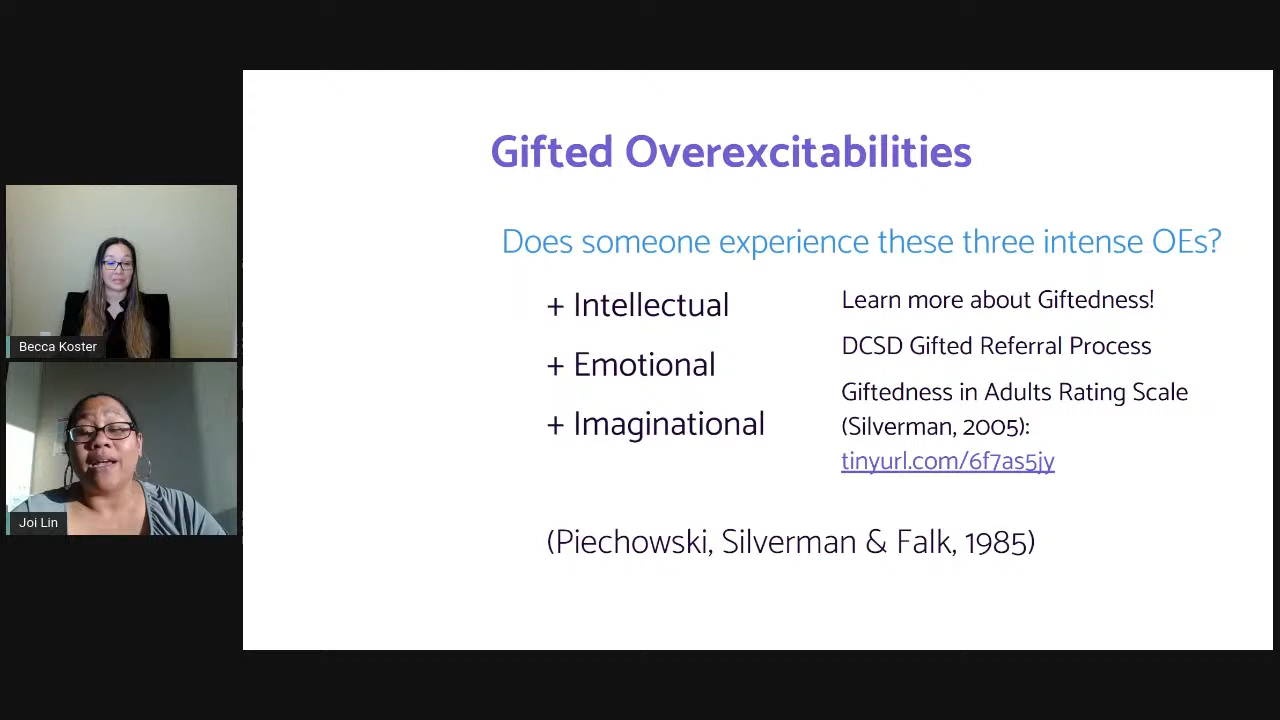 Gifted Overexcitabilities
Does someone experience these three intense OEs?
+ Intellectual
+ Emotional
+ Imaginational
Learn more about Giftedness!
DCSD Gifted Referral Process
Giftedness in Adults Rating Scale
(Silverman, 2005):
tinyurl.com/6f7as5jy
(Piechowski, Silverman & Falk, 1985)
Becca Koster
Joi Lin